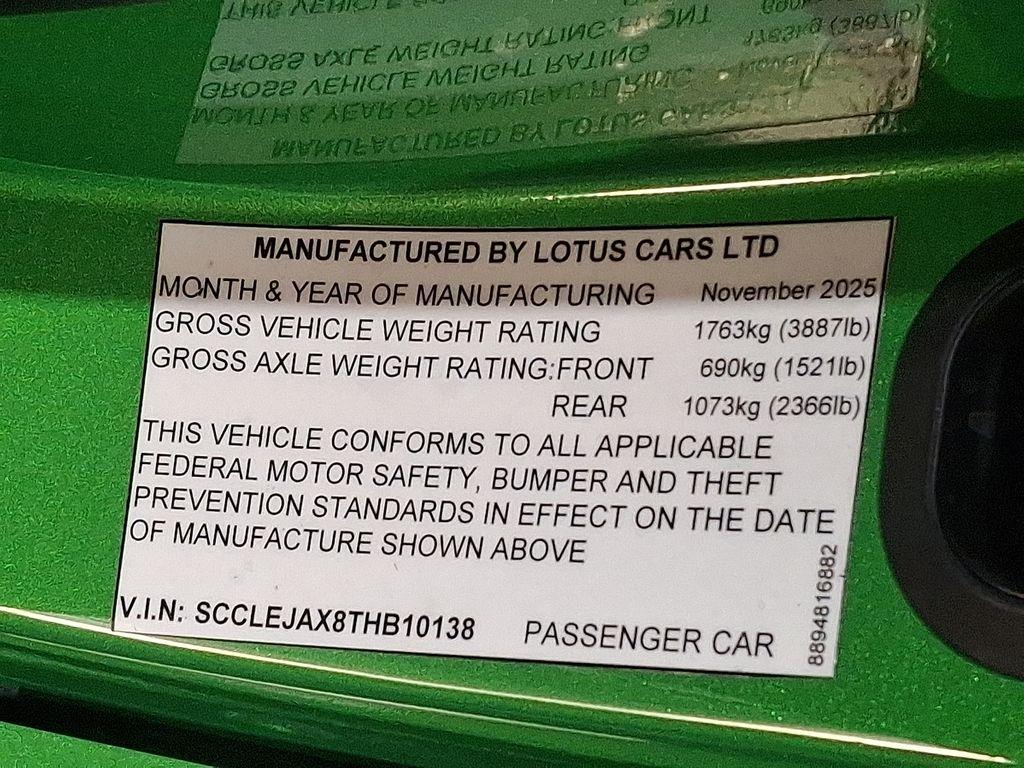 MANUFACTURED BY LOTUS CARS LTD
MONTH & YEAR OF MANUFACTURING November 2025
GROSS VEHICLE WEIGHT RATING 1763kg (3887lb)
GROSS AXLE WEIGHT RATING:FRONT 690kg (1521lb)
REAR 1073kg (2366lb)
THIS VEHICLE CONFORMS TO ALL APPLICABLE
FEDERAL MOTOR SAFETY, BUMPER AND THEFT
PREVENTION STANDARDS IN EFFECT ON THE DATE
OF MANUFACTURE SHOWN ABOVE
V.I.N: SCCLEJAX8THB10138 PASSENGER CAR
8894816882